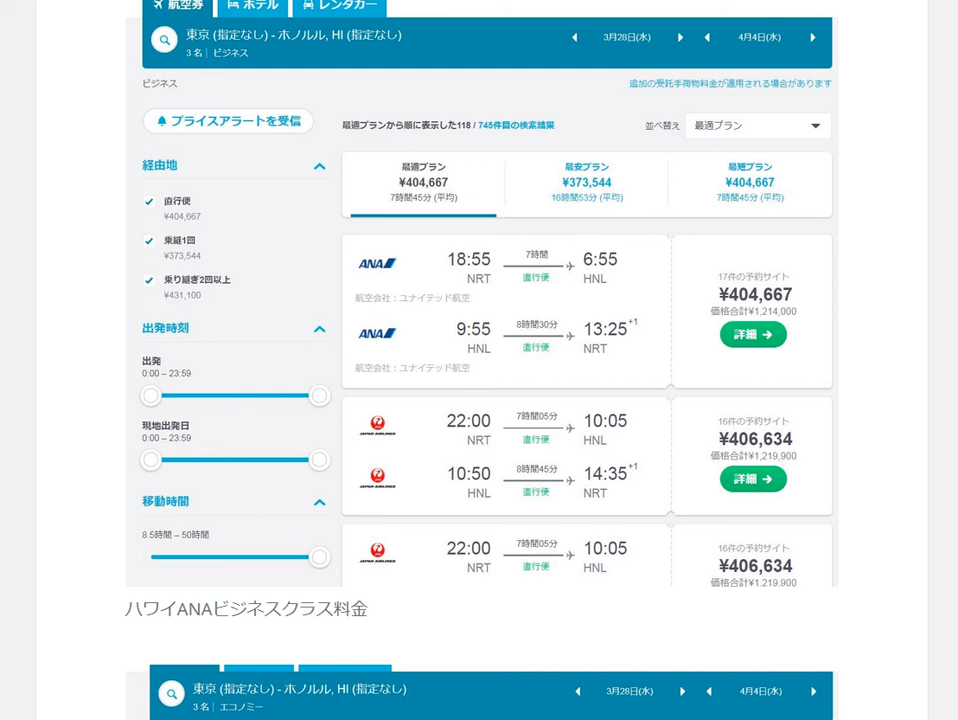 航空券 ホテル レンタカー
東京 (指定なし) - ホノルル, HI (指定なし)
3月28日(水) 4月4日(水)
3 名 | ビジネス
ビジネス
追加の受託手荷物料金が適用される場合があります
プライスアラートを受信
最適プランから順に表示した118 / 745件目の検索結果
並べ替え 最適プラン
経由地
直行便
¥404,667
乗継1回
¥373,544
乗り継ぎ2回以上
¥431,100
出発時刻
出発
0:00 – 23:59
現地出発日
0:00 – 23:59
移動時間
8.5時間 – 50時間
最適プラン
¥404,667
7時間45分 (平均)
最安プラン
¥373,544
16時間53分 (平均)
最短プラン
¥404,667
7時間45分 (平均)
ANA 18:55 7時間 6:55
NRT 直行便 HNL
航空会社：ユナイテッド航空
ANA 9:55 8時間30分 13:25+1
HNL 直行便 NRT
航空会社：ユナイテッド航空
17件の予約サイト
¥404,667
価格合計¥1,214,000
詳細
22:00 7時間05分 10:05
JAPAN AIRLINES NRT 直行便 HNL
10:50 8時間45分 14:35+1
JAPAN AIRLINES HNL 直行便 NRT
16件の予約サイト
¥406,634
価格合計¥1,219,900
詳細
22:00 7時間05分 10:05
JAPAN AIRLINES NRT 直行便 HNL
16件の予約サイト
¥406,634
価格合計¥1,219,900
ハワイANAビジネスクラス料金
東京 (指定なし) - ホノルル, HI (指定なし)
3月28日(水) 4月4日(水)
3 名 | エコノミー